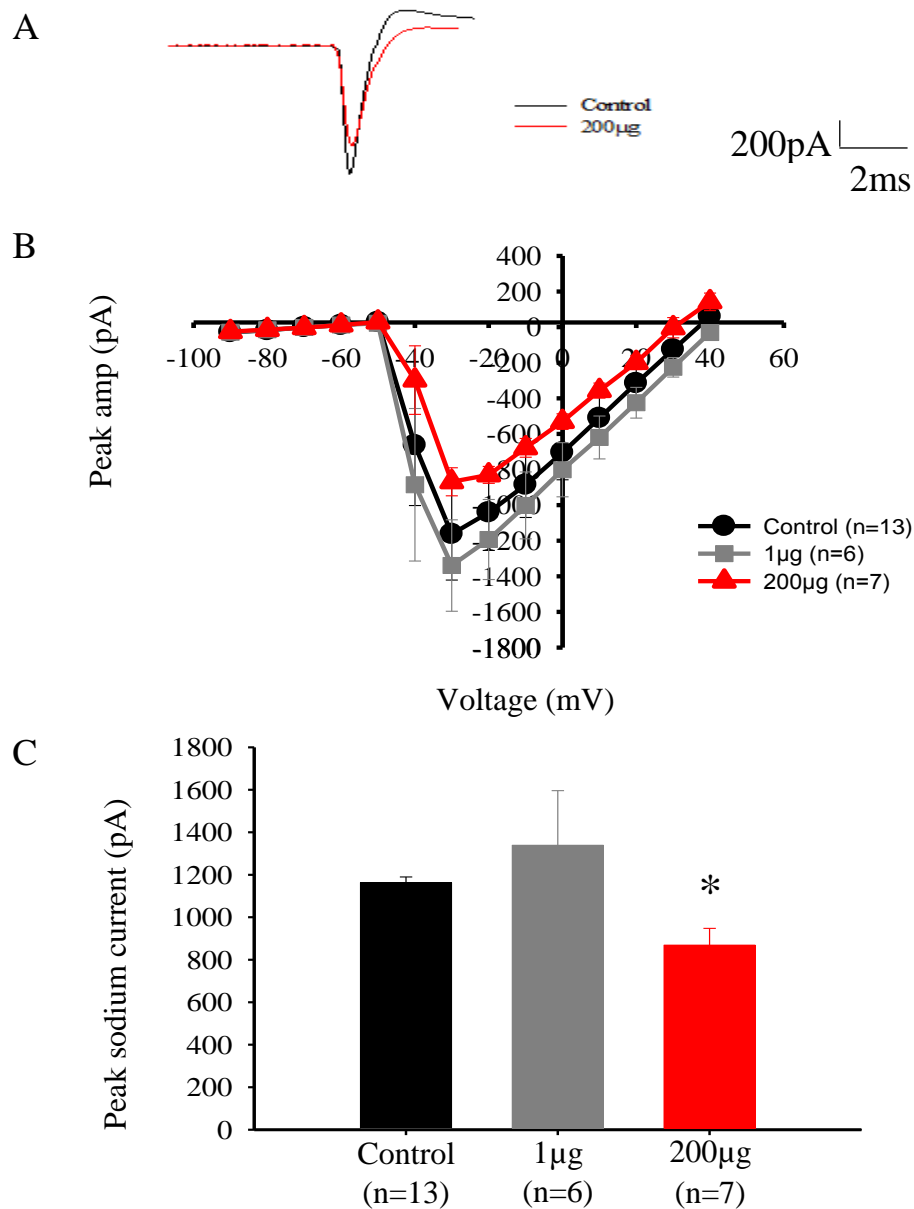 A
Control
200µg
200pA
2ms
B
Peak amp (pA)
400
200
0
-200
-400
-600
-800
-1000
-1200
-1400
-1600
-1800
-100
-80
-60
-40
-20
0
20
40
60
Control (n=13)
1µg (n=6)
200µg (n=7)
Voltage (mV)
C
Peak sodium current (pA)
1800
1600
1400
1200
1000
800
600
400
200
0
*
Control
(n=13)
1µg
(n=6)
200µg
(n=7)